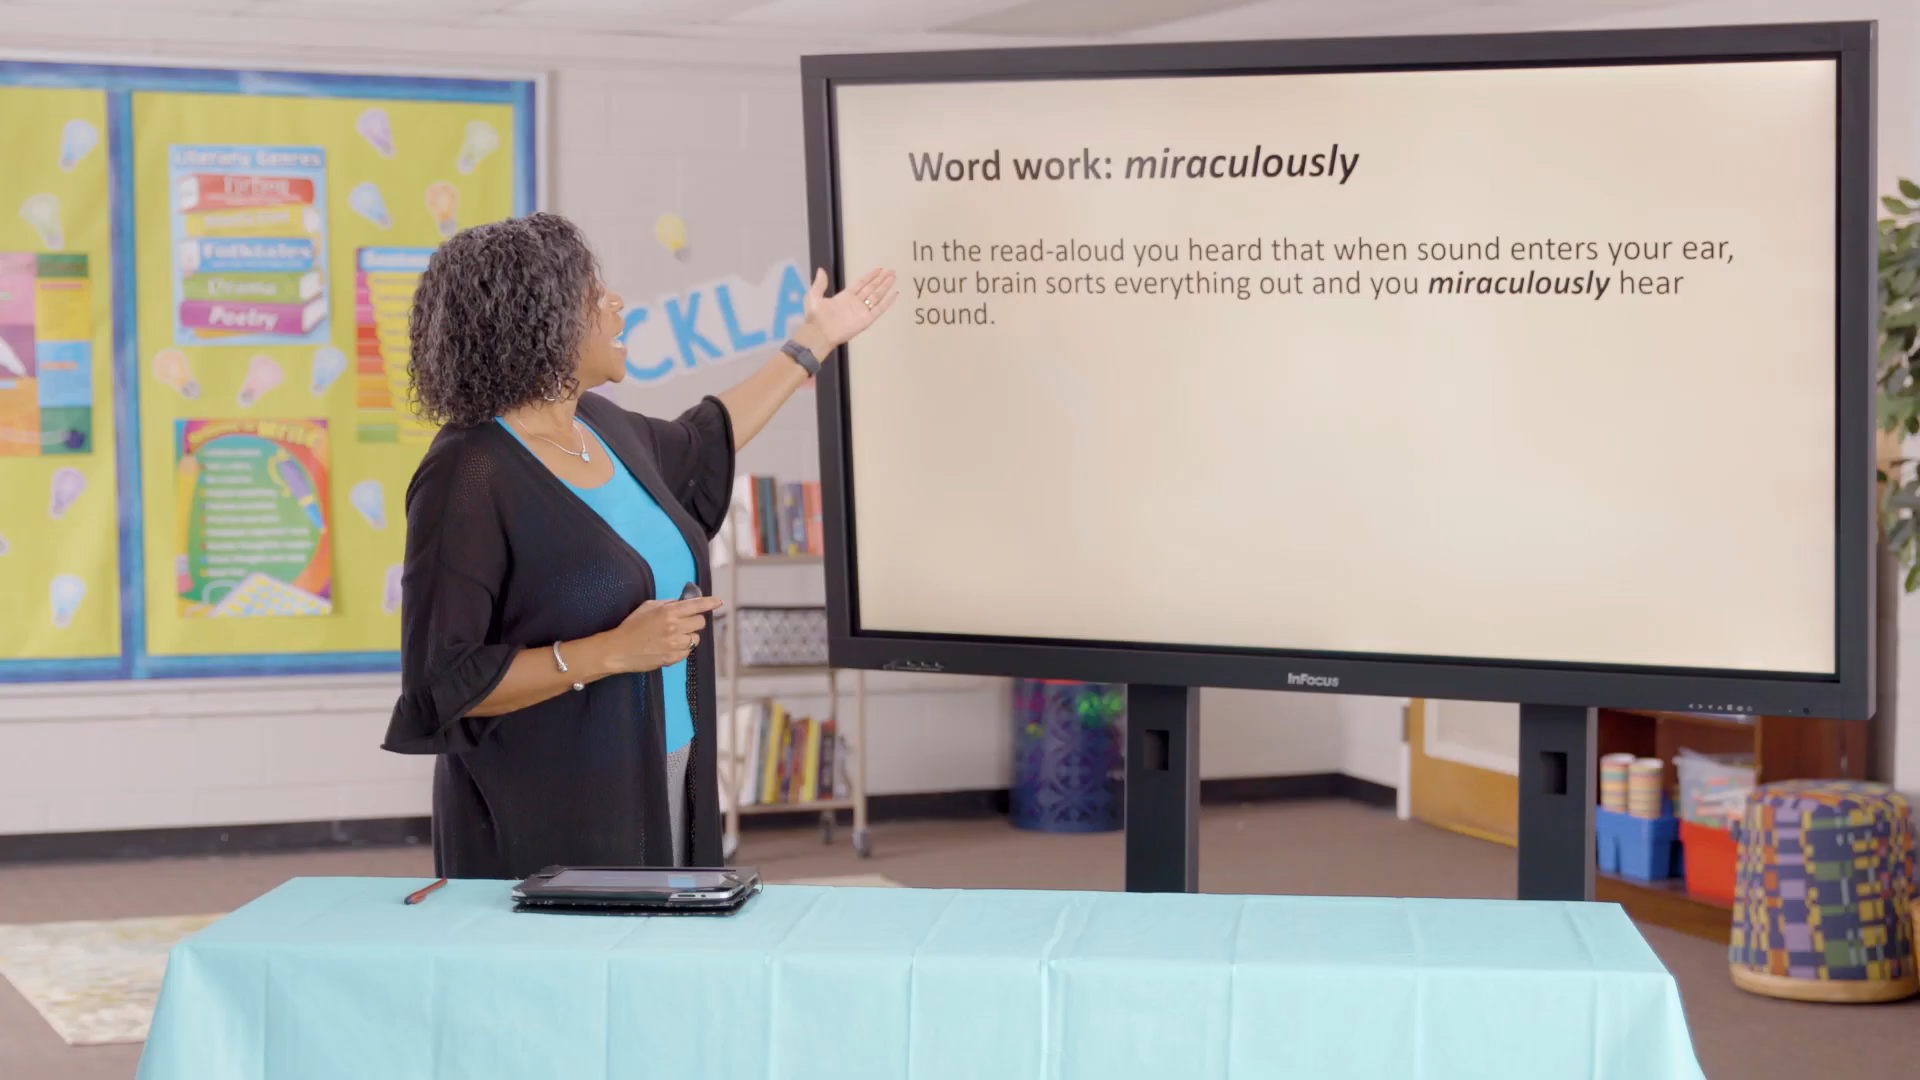 Word work: miraculously
In the read-aloud you heard that when sound enters your ear,
your brain sorts everything out and you miraculously hear
sound.
InFocus
CKLA
Literary Genres
Fiction
Folktales
Drama
Poetry